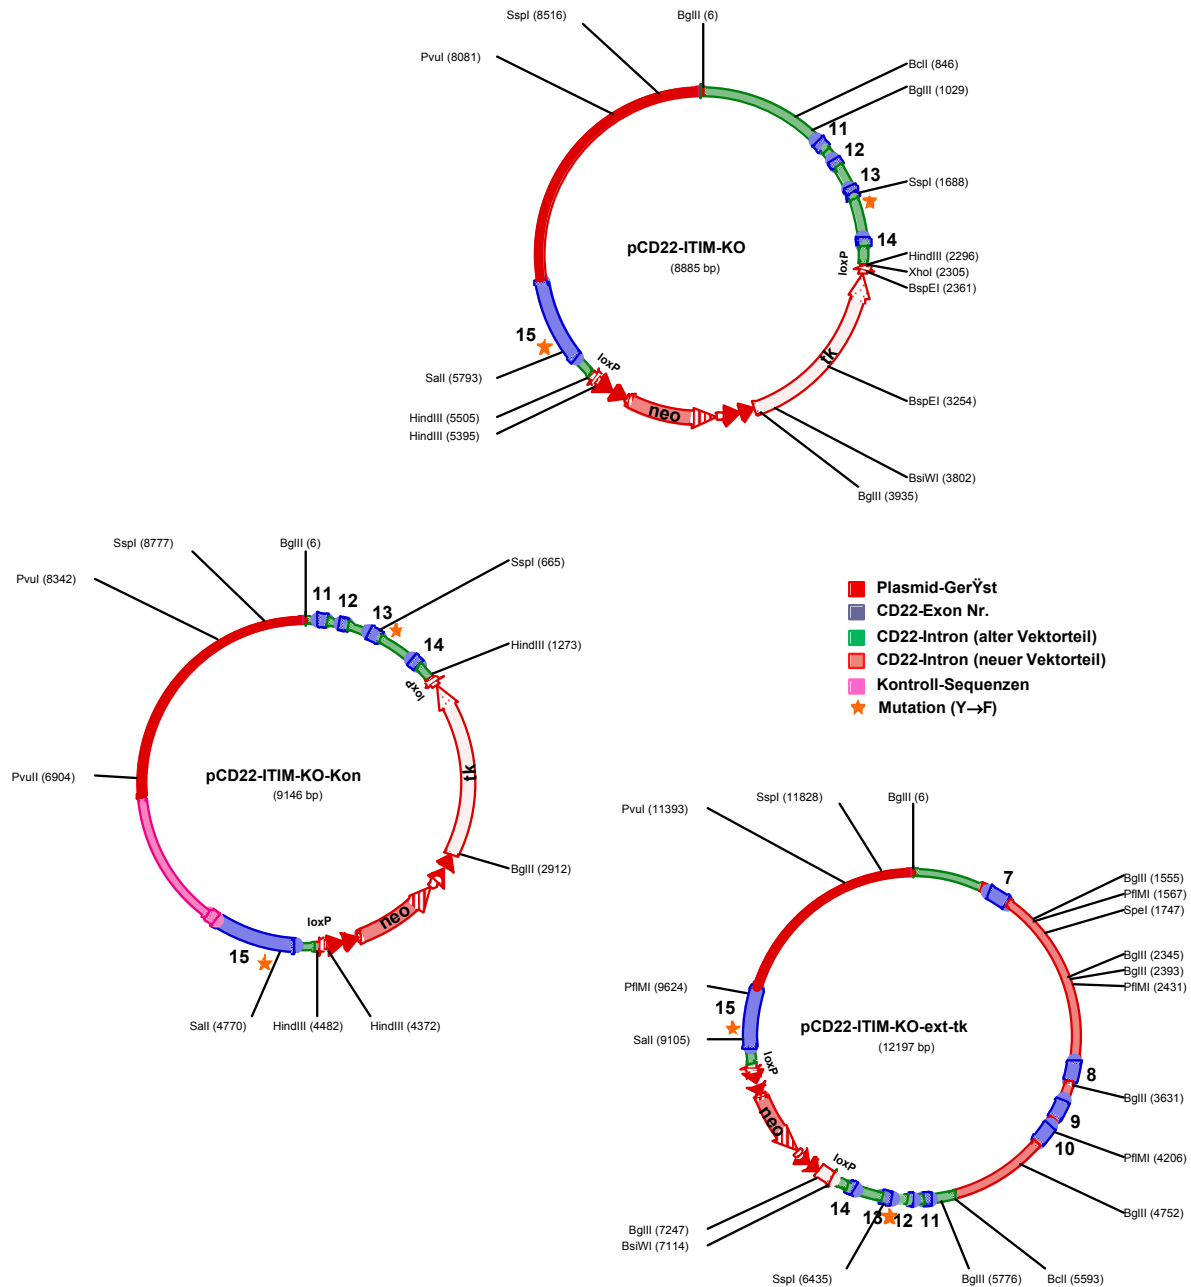 SspI (8516)
BglII (6)
PvuI (8081)
BclI (846)
BglII (1029)
11
12
13
SspI (1688)
14
pCD22-ITIM-KO
(8885 bp)
HindIII (2296)
XhoI (2305)
BspEI (2361)
loxP
15
loxP
tk
SalI (5793)
BspEI (3254)
HindIII (5505)
HindIII (5395)
neo
BsiWI (3802)
BglII (3935)
SspI (8777)
BglII (6)
SspI (665)
PvuI (8342)
11
12
13
14
HindIII (1273)
loxP
PvuII (6904)
pCD22-ITIM-KO-Kon
(9146 bp)
tk
BglII (2912)
neo
loxP
15
SalI (4770)
HindIII (4482)
HindIII (4372)
Plasmid-GerŸst
CD22-Exon Nr.
CD22-Intron (alter Vektorteil)
CD22-Intron (neuer Vektorteil)
Kontroll-Sequenzen
Mutation (Y→F)
SspI (11828)
BglII (6)
PvuI (11393)
7
BglII (1555)
PflMI (1567)
SpeI (1747)
BglII (2345)
BglII (2393)
PflMI (2431)
PflMI (9624)
15
pCD22-ITIM-KO-ext-tk
(12197 bp)
SalI (9105)
loxP
8
BglII (3631)
9
10
neo
PflMI (4206)
loxP
14
13
12
11
BglII (4752)
BglII (7247)
BsiWI (7114)
SspI (6435)
BglII (5776)
BclI (5593)